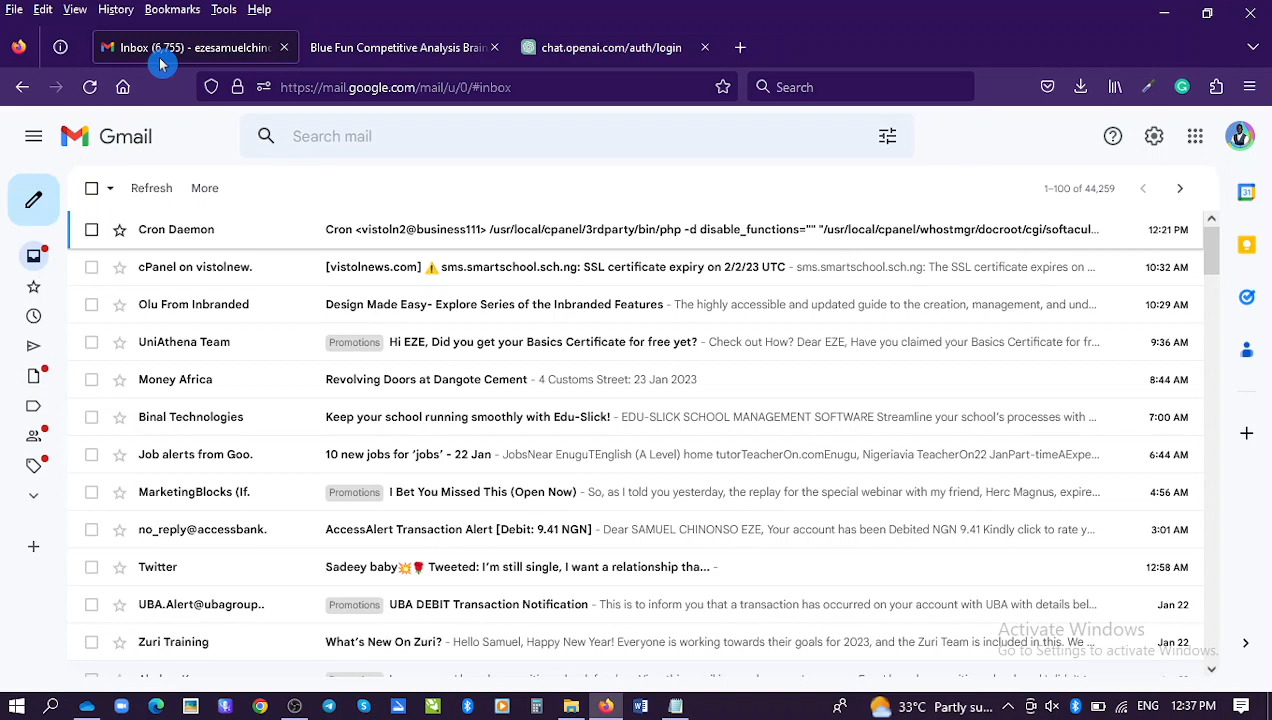 File Edit View History Bookmarks Tools Help
Inbox (6,755) - ezesamuelchin
Blue Fun Competitive Analysis Brain
chat.openai.com/auth/login
https://mail.google.com/mail/u/0/#inbox
Search
Gmail
Search mail
Refresh More 1–100 of 44,259
31
Cron Daemon Cron <vistoln2@business111> /usr/local/cpanel/3rdparty/bin/php -d disable_functions="" "/usr/local/cpanel/whostmgr/docroot/cgi/softacul... 12:21 PM
cPanel on vistolnew. [vistolnews.com] ⚠ sms.smartschool.sch.ng: SSL certificate expiry on 2/2/23 UTC - sms.smartschool.sch.ng: The SSL certificate expires on ... 10:32 AM
Olu From Inbranded Design Made Easy- Explore Series of the Inbranded Features - The highly accessible and updated guide to the creation, management, and und... 10:29 AM
UniAthena Team Promotions Hi EZE, Did you get your Basics Certificate for free yet? - Check out How? Dear EZE, Have you claimed your Basics Certificate for fr... 9:36 AM
Money Africa Revolving Doors at Dangote Cement - 4 Customs Street: 23 Jan 2023 8:44 AM
Binal Technologies Keep your school running smoothly with Edu-Slick! - EDU-SLICK SCHOOL MANAGEMENT SOFTWARE Streamline your school's processes with ... 7:00 AM
Job alerts from Goo. 10 new jobs for 'jobs' - 22 Jan - JobsNear EnuguTEnglish (A Level) home tutorTeacherOn.comEnugu, Nigeriavia TeacherOn22 JanPart-timeAExpe... 6:44 AM
MarketingBlocks (If. Promotions I Bet You Missed This (Open Now) - So, as I told you yesterday, the replay for the special webinar with my friend, Herc Magnus, expire... 4:56 AM
no_reply@accessbank. AccessAlert Transaction Alert [Debit: 9.41 NGN] - Dear SAMUEL CHINONSO EZE, Your account has been Debited NGN 9.41 Kindly click to rate y... 3:01 AM
Twitter Sadeey baby💥🌹 Tweeted: I'm still single, I want a relationship tha... - 12:58 AM
UBA.Alert@ubagroup.. Promotions UBA DEBIT Transaction Notification - This is to inform you that a transaction has occurred on your account with UBA with details bel... Jan 22
Zuri Training What's New On Zuri? - Hello Samuel, Happy New Year! Everyone is working towards their goals for 2023, and the Zuri Team is included in this. We ... Jan 22
Activate Windows
Go to Settings to activate Windows.
33°C Partly su... ENG 12:37 PM